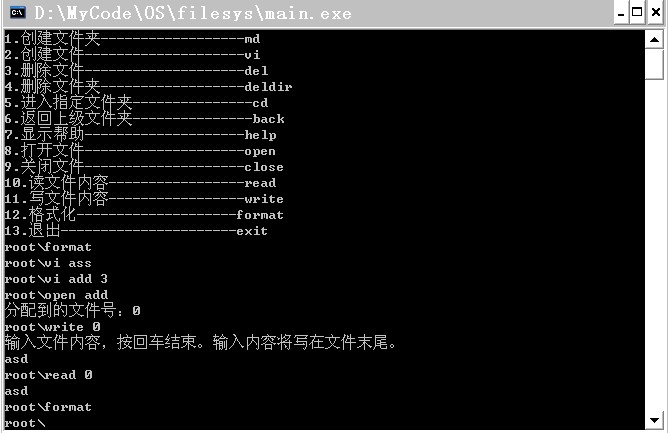 D:\MyCode\OS\filesys\main.exe
1.创建文件夹------------------md
2.创建文件--------------------vi
3.删除文件--------------------del
4.删除文件夹------------------deldir
5.进入指定文件夹---------------cd
6.返回上级文件夹---------------back
7.显示帮助--------------------help
8.打开文件--------------------open
9.关闭文件--------------------close
10.读文件内容-----------------read
11.写文件内容-----------------write
12.格式化--------------------format
13.退出----------------------exit
root\format
root\vi ass
root\vi add 3
root\open add
分配到的文件号：0
root\write 0
输入文件内容，按回车结束。输入内容将写在文件末尾。
asd
root\read 0
asd
root\format
root\